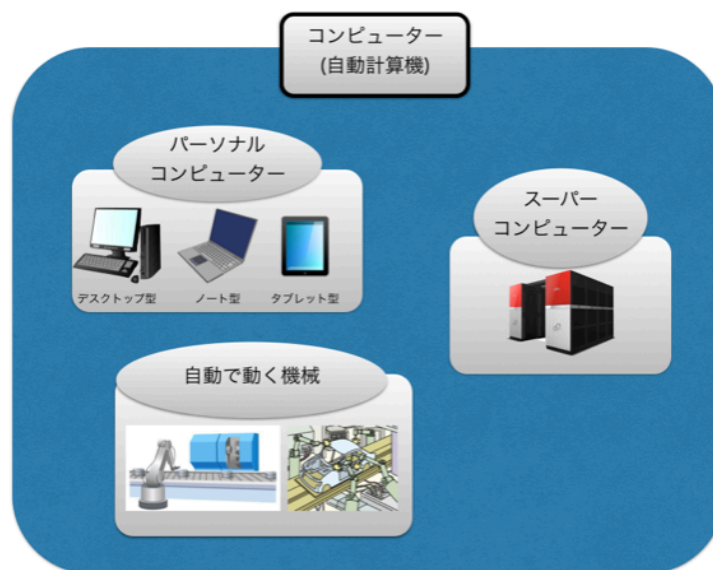 コンピューター
(自動計算機)
パーソナル
コンピューター
デスクトップ型
ノート型
タブレット型
スーパー
コンピューター
自動で動く機械